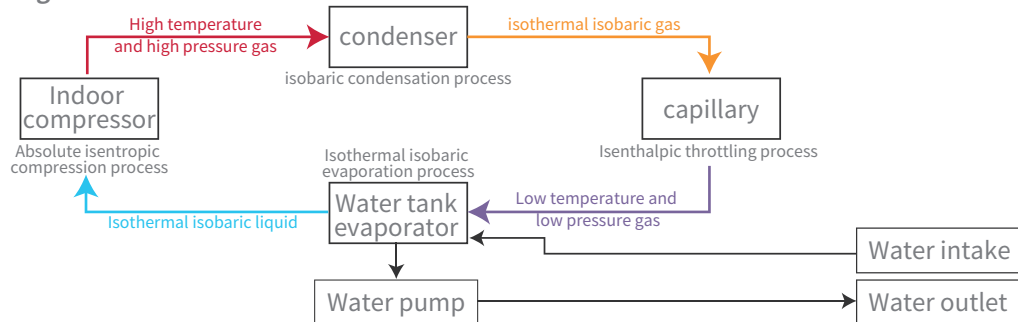 High temperature
and high pressure gas
condenser
isothermal isobaric gas
isobaric condensation process
Indoor
compressor
capillary
Absolute isentropic
compression process
Isenthalpic throttling process
Isothermal isobaric
evaporation process
Water tank
evaporator
Low temperature and
low pressure gas
Isothermal isobaric liquid
Water intake
Water pump
Water outlet